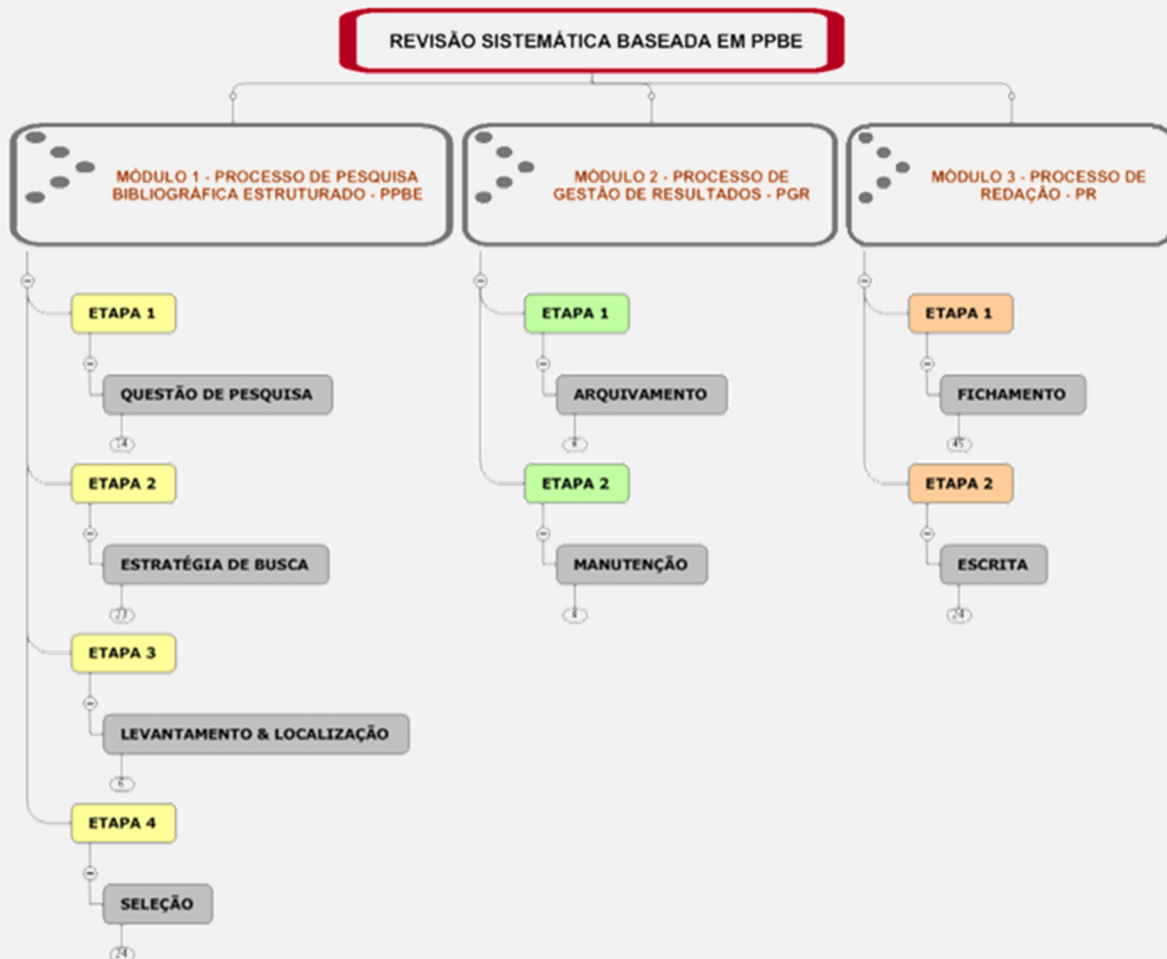 REVISÃO SISTEMÁTICA BASEADA EM PPBE
MÓDULO 1 - PROCESSO DE PESQUISA
BIBLIOGRÁFICA ESTRUTURADO - PPBE
ETAPA 1
QUESTÃO DE PESQUISA
14
ETAPA 2
ESTRATÉGIA DE BUSCA
ETAPA 3
LEVANTAMENTO & LOCALIZAÇÃO
6
ETAPA 4
SELEÇÃO
24
MÓDULO 2 - PROCESSO DE
GESTÃO DE RESULTADOS - PGR
ETAPA 1
ARQUIVAMENTO
ETAPA 2
MANUTENÇÃO
MÓDULO 3 - PROCESSO DE
REDAÇÃO - PR
ETAPA 1
FICHAMENTO
45
ETAPA 2
ESCRITA
24